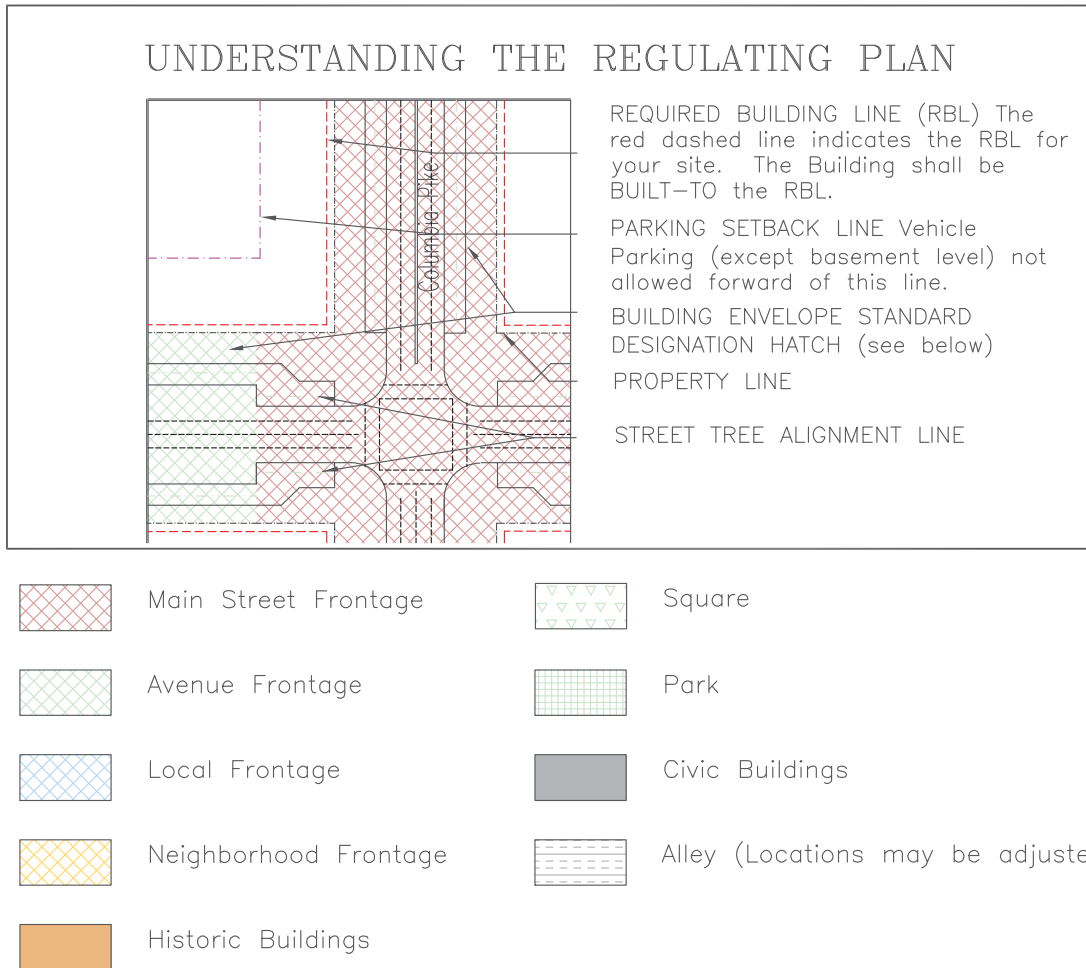 UNDERSTANDING THE REGULATING PLAN
Columbia Pike
REQUIRED BUILDING LINE (RBL) The
red dashed line indicates the RBL for
your site. The Building shall be
BUILT-TO the RBL.
PARKING SETBACK LINE Vehicle
Parking (except basement level) not
allowed forward of this line.
BUILDING ENVELOPE STANDARD
DESIGNATION HATCH (see below)
PROPERTY LINE
STREET TREE ALIGNMENT LINE
Main Street Frontage
Avenue Frontage
Local Frontage
Neighborhood Frontage
Historic Buildings
Square
Park
Civic Buildings
Alley (Locations may be adjuste